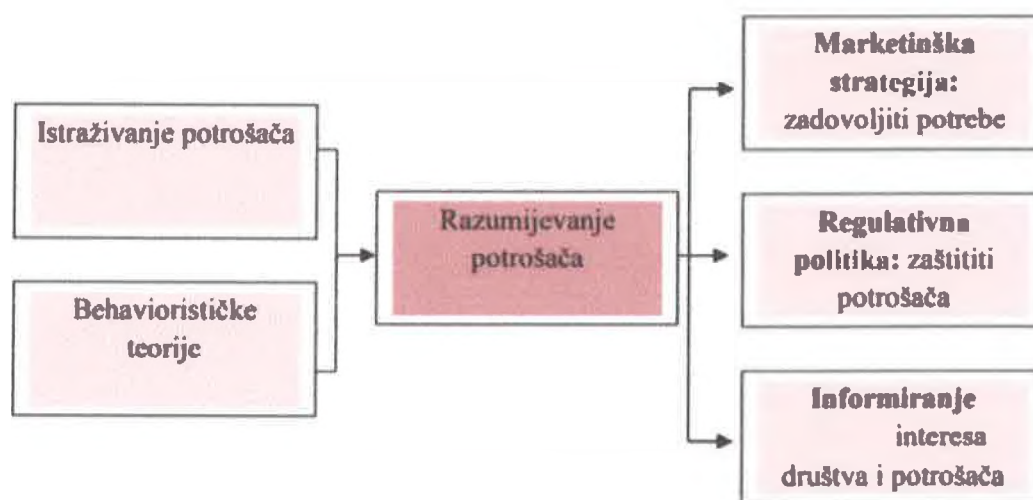 Istraživanje potrošača
Behaviorističke
teorije
Razumijevanje
potrošača
Marketinška
strategija:
zadovoljiti potrebe
Regulativna
politika: zaštititi
potrošača
Informiranje
interesa
društva i potrošača